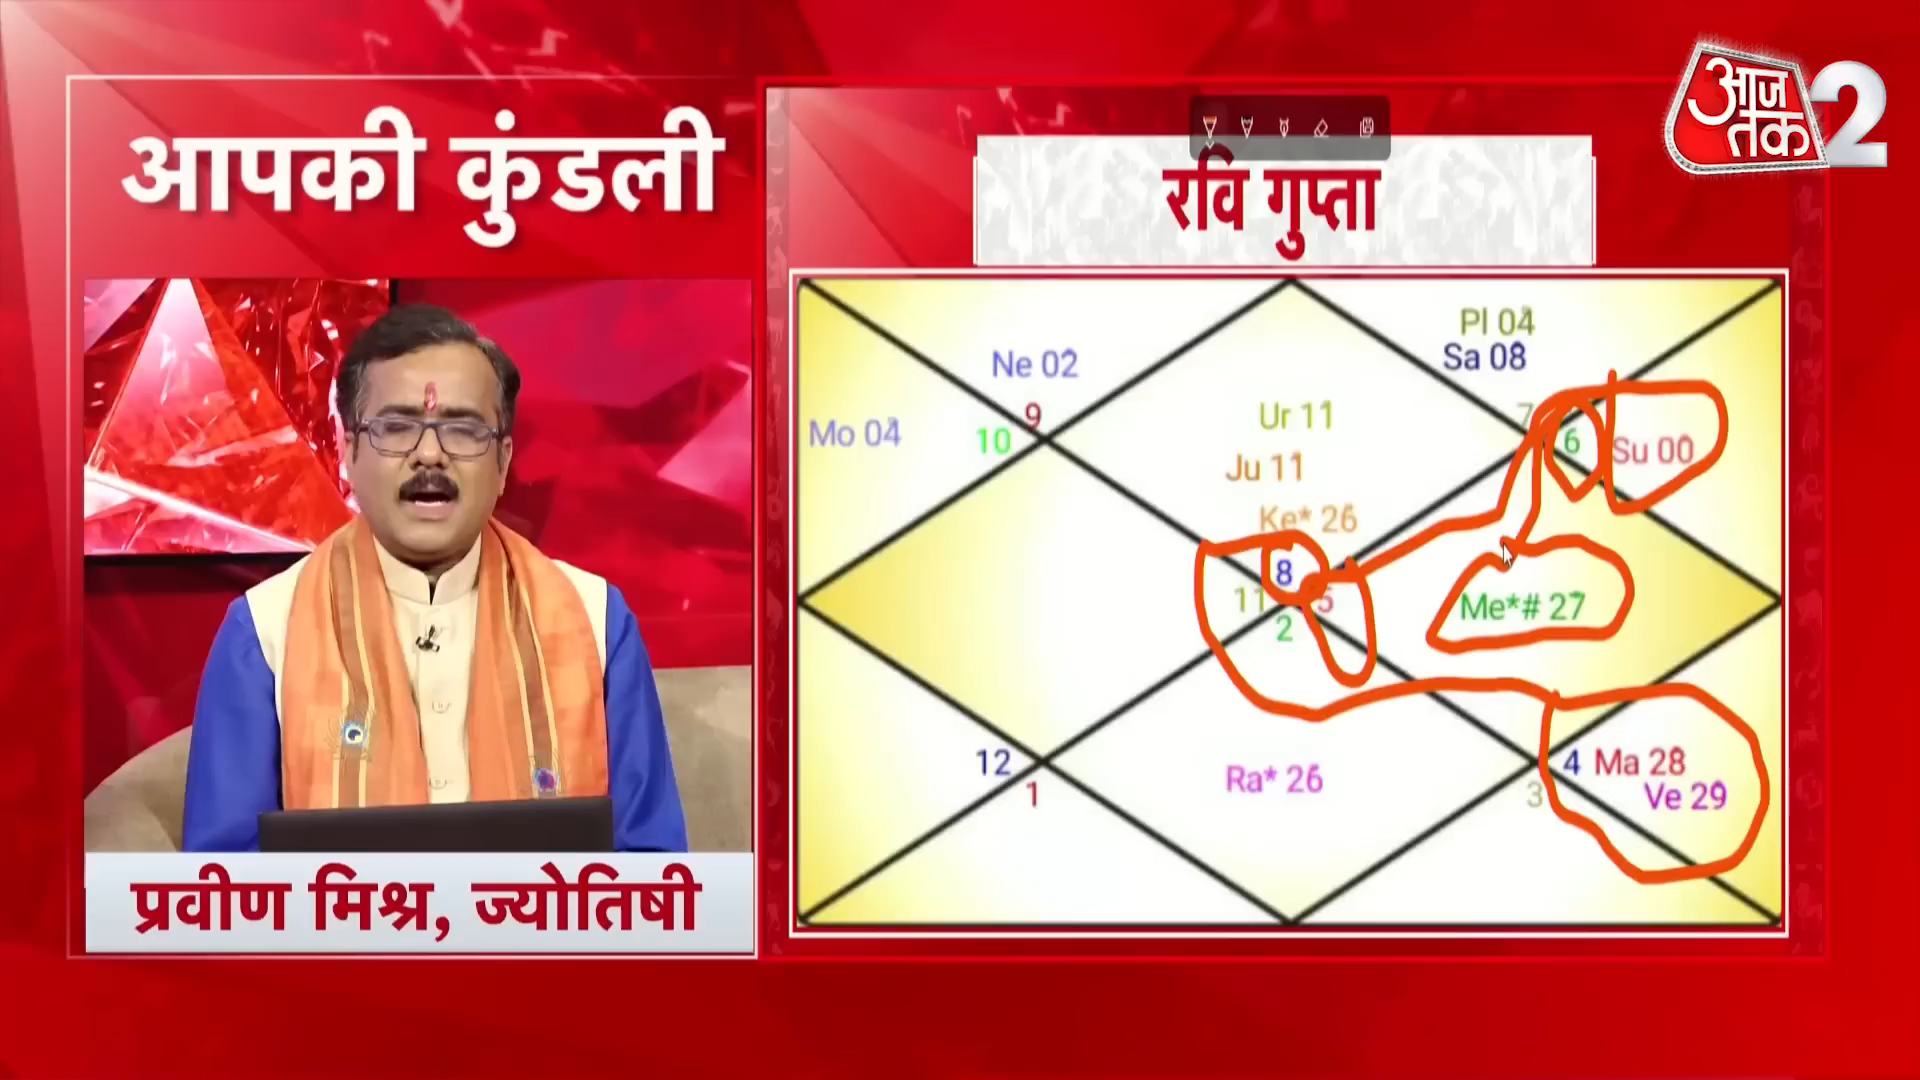 आपकी कुंडली
आज
तक 2
रवि गुप्ता
Pl 04
Ne 02
Sa 08
Ur 11
9
7
Mo 04
10
6
Su 00
Ju 11
Ke* 26
8
11
5
Me*# 27
2
12
Ra* 26
4 Ma 28
1
3
Ve 29
प्रवीण मिश्र, ज्योतिषी